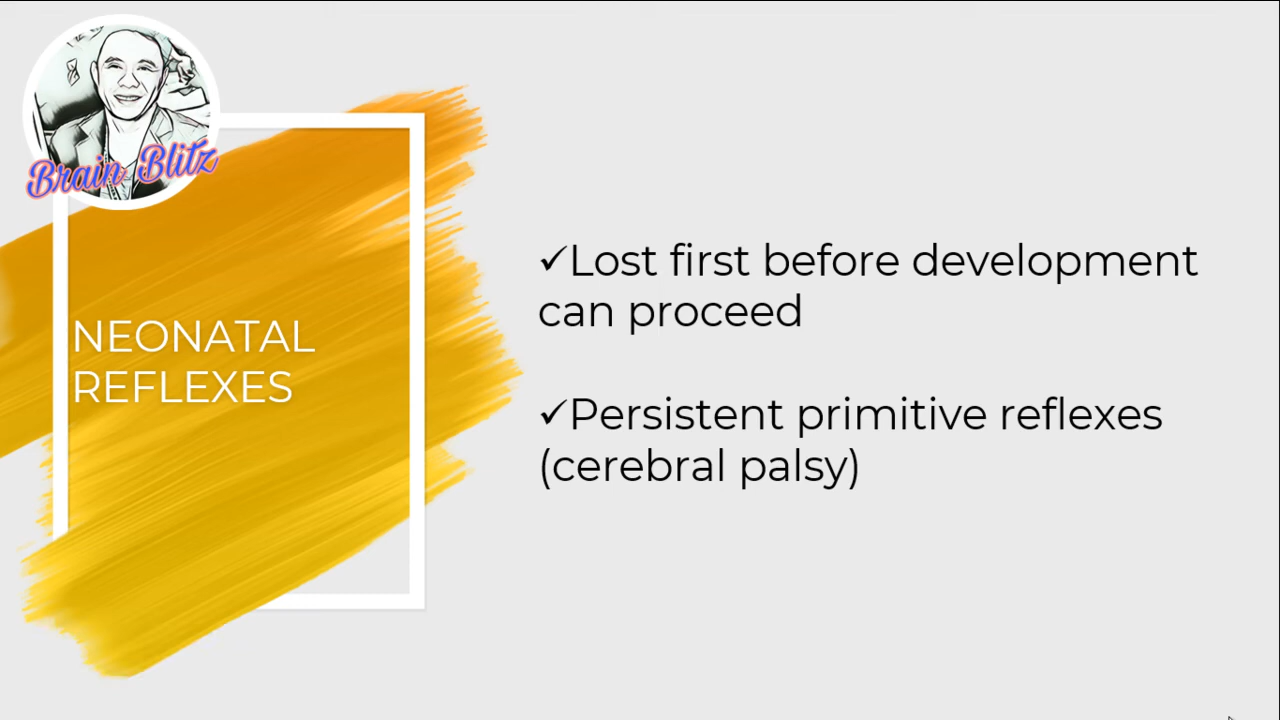 Brain Blitz
NEONATAL
REFLEXES
✓Lost first before development
can proceed
✓Persistent primitive reflexes
(cerebral palsy)